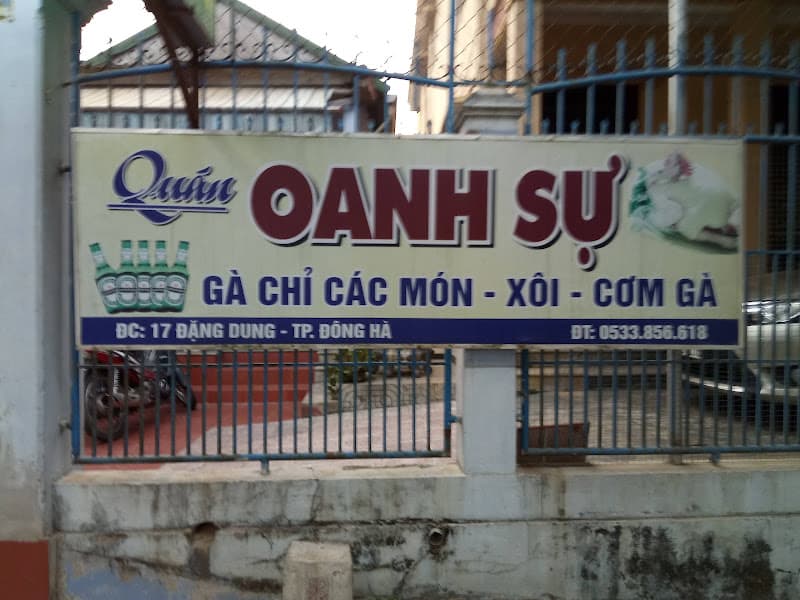 Quán OANH SỰ
GÀ CHỈ CÁC MÓN - XÔI - CƠM GÀ
ĐC: 17 ĐẶNG DUNG - TP. ĐÔNG HÀ ĐT: 0533.856.618